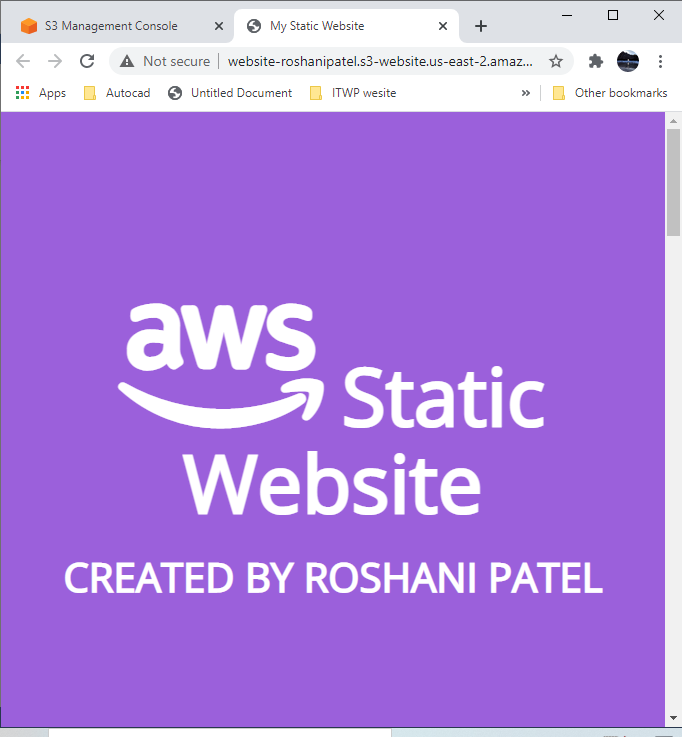 S3 Management Console
My Static Website
Not secure
website-roshanipatel.s3-website.us-east-2.amaz...
Apps
Autocad
Untitled Document
ITWP wesite
»
Other bookmarks
aws Static
Website
CREATED BY ROSHANI PATEL